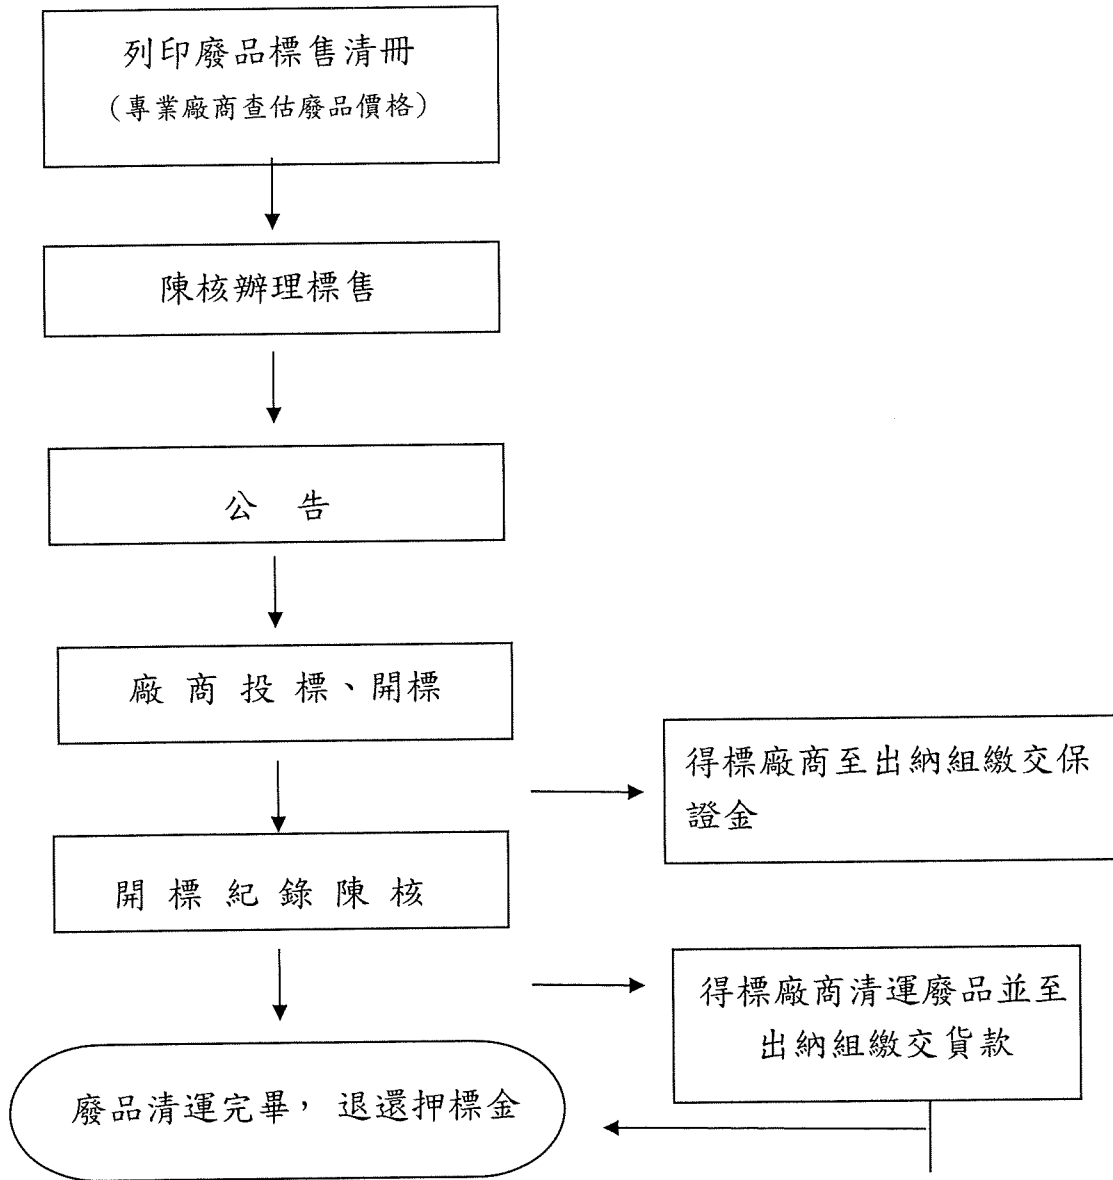 列印廢品標售清冊
（專業廠商查估廢品價格）
陳核辦理標售
公 告
廠 商 投 標、開標
得標廠商至出納組繳交保
證金
開 標 紀 錄 陳 核
得標廠商清運廢品並至
出納組繳交貨款
廢品清運完畢， 退還押標金